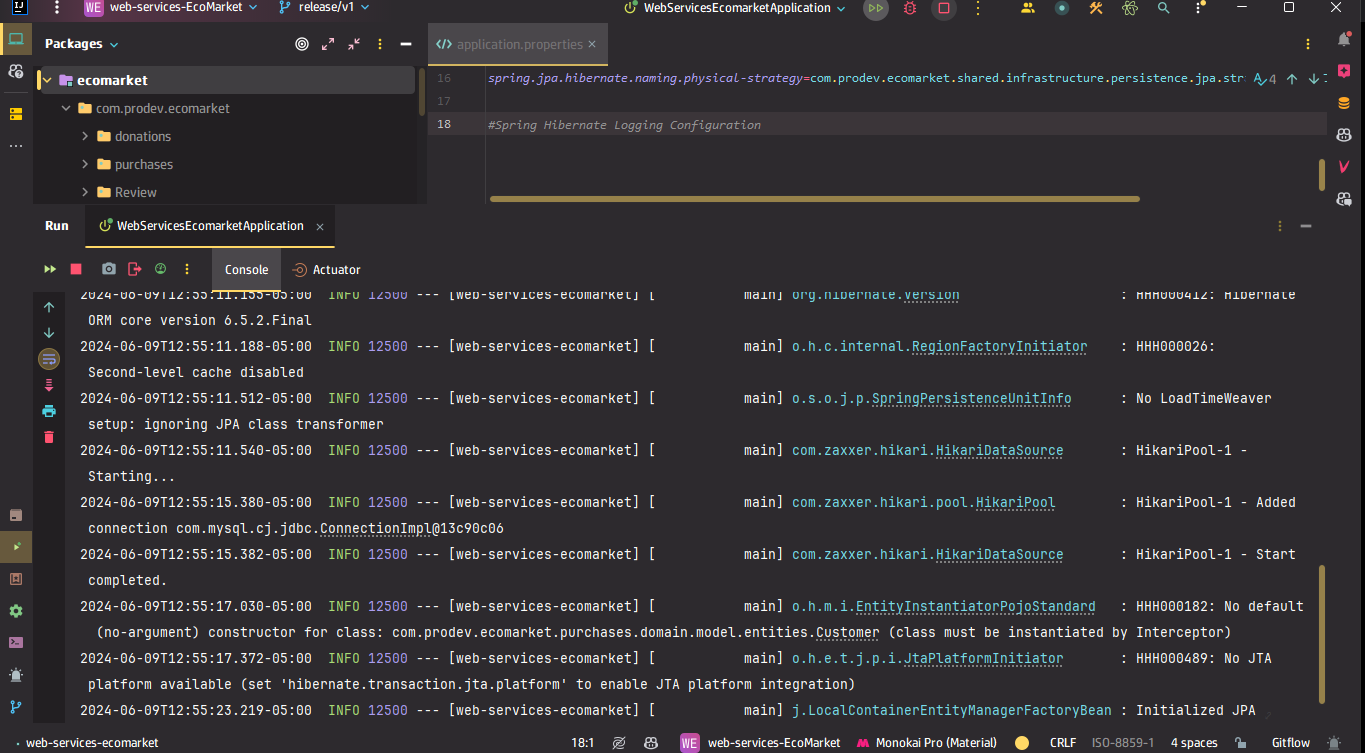 IJ WE web-services-EcoMarket release/v1 WebServicesEcomarketApplication
Packages
application.properties
ecomarket
com.prodev.ecomarket
donations
purchases
Review
16 spring.jpa.hibernate.naming.physical-strategy=com.prodev.ecomarket.shared.infrastructure.persistence.jpa.str 4
17
18 #Spring Hibernate Logging Configuration
Run WebServicesEcomarketApplication
Console Actuator
2024-06-09T12:55:11.155-05:00 INFO 12500 --- [web-services-ecomarket] [ main] org.hibernate.Version : HHH000412: Hibernate
ORM core version 6.5.2.Final
2024-06-09T12:55:11.188-05:00 INFO 12500 --- [web-services-ecomarket] [ main] o.h.c.internal.RegionFactoryInitiator : HHH000026:
Second-level cache disabled
2024-06-09T12:55:11.512-05:00 INFO 12500 --- [web-services-ecomarket] [ main] o.s.o.j.p.SpringPersistenceUnitInfo : No LoadTimeWeaver
setup: ignoring JPA class transformer
2024-06-09T12:55:11.540-05:00 INFO 12500 --- [web-services-ecomarket] [ main] com.zaxxer.hikari.HikariDataSource : HikariPool-1 -
Starting...
2024-06-09T12:55:15.380-05:00 INFO 12500 --- [web-services-ecomarket] [ main] com.zaxxer.hikari.pool.HikariPool : HikariPool-1 - Added
connection com.mysql.cj.jdbc.ConnectionImpl@13c90c06
2024-06-09T12:55:15.382-05:00 INFO 12500 --- [web-services-ecomarket] [ main] com.zaxxer.hikari.HikariDataSource : HikariPool-1 - Start
completed.
2024-06-09T12:55:17.030-05:00 INFO 12500 --- [web-services-ecomarket] [ main] o.h.m.i.EntityInstantiatorPojoStandard : HHH000182: No default
(no-argument) constructor for class: com.prodev.ecomarket.purchases.domain.model.entities.Customer (class must be instantiated by Interceptor)
2024-06-09T12:55:17.372-05:00 INFO 12500 --- [web-services-ecomarket] [ main] o.h.e.t.j.p.i.JtaPlatformInitiator : HHH000489: No JTA
platform available (set 'hibernate.transaction.jta.platform' to enable JTA platform integration)
2024-06-09T12:55:23.219-05:00 INFO 12500 --- [web-services-ecomarket] [ main] j.LocalContainerEntityManagerFactoryBean : Initialized JPA
web-services-ecomarket 18:1 WE web-services-EcoMarket Monokai Pro (Material) CRLF ISO-8859-1 4 spaces Gitflow